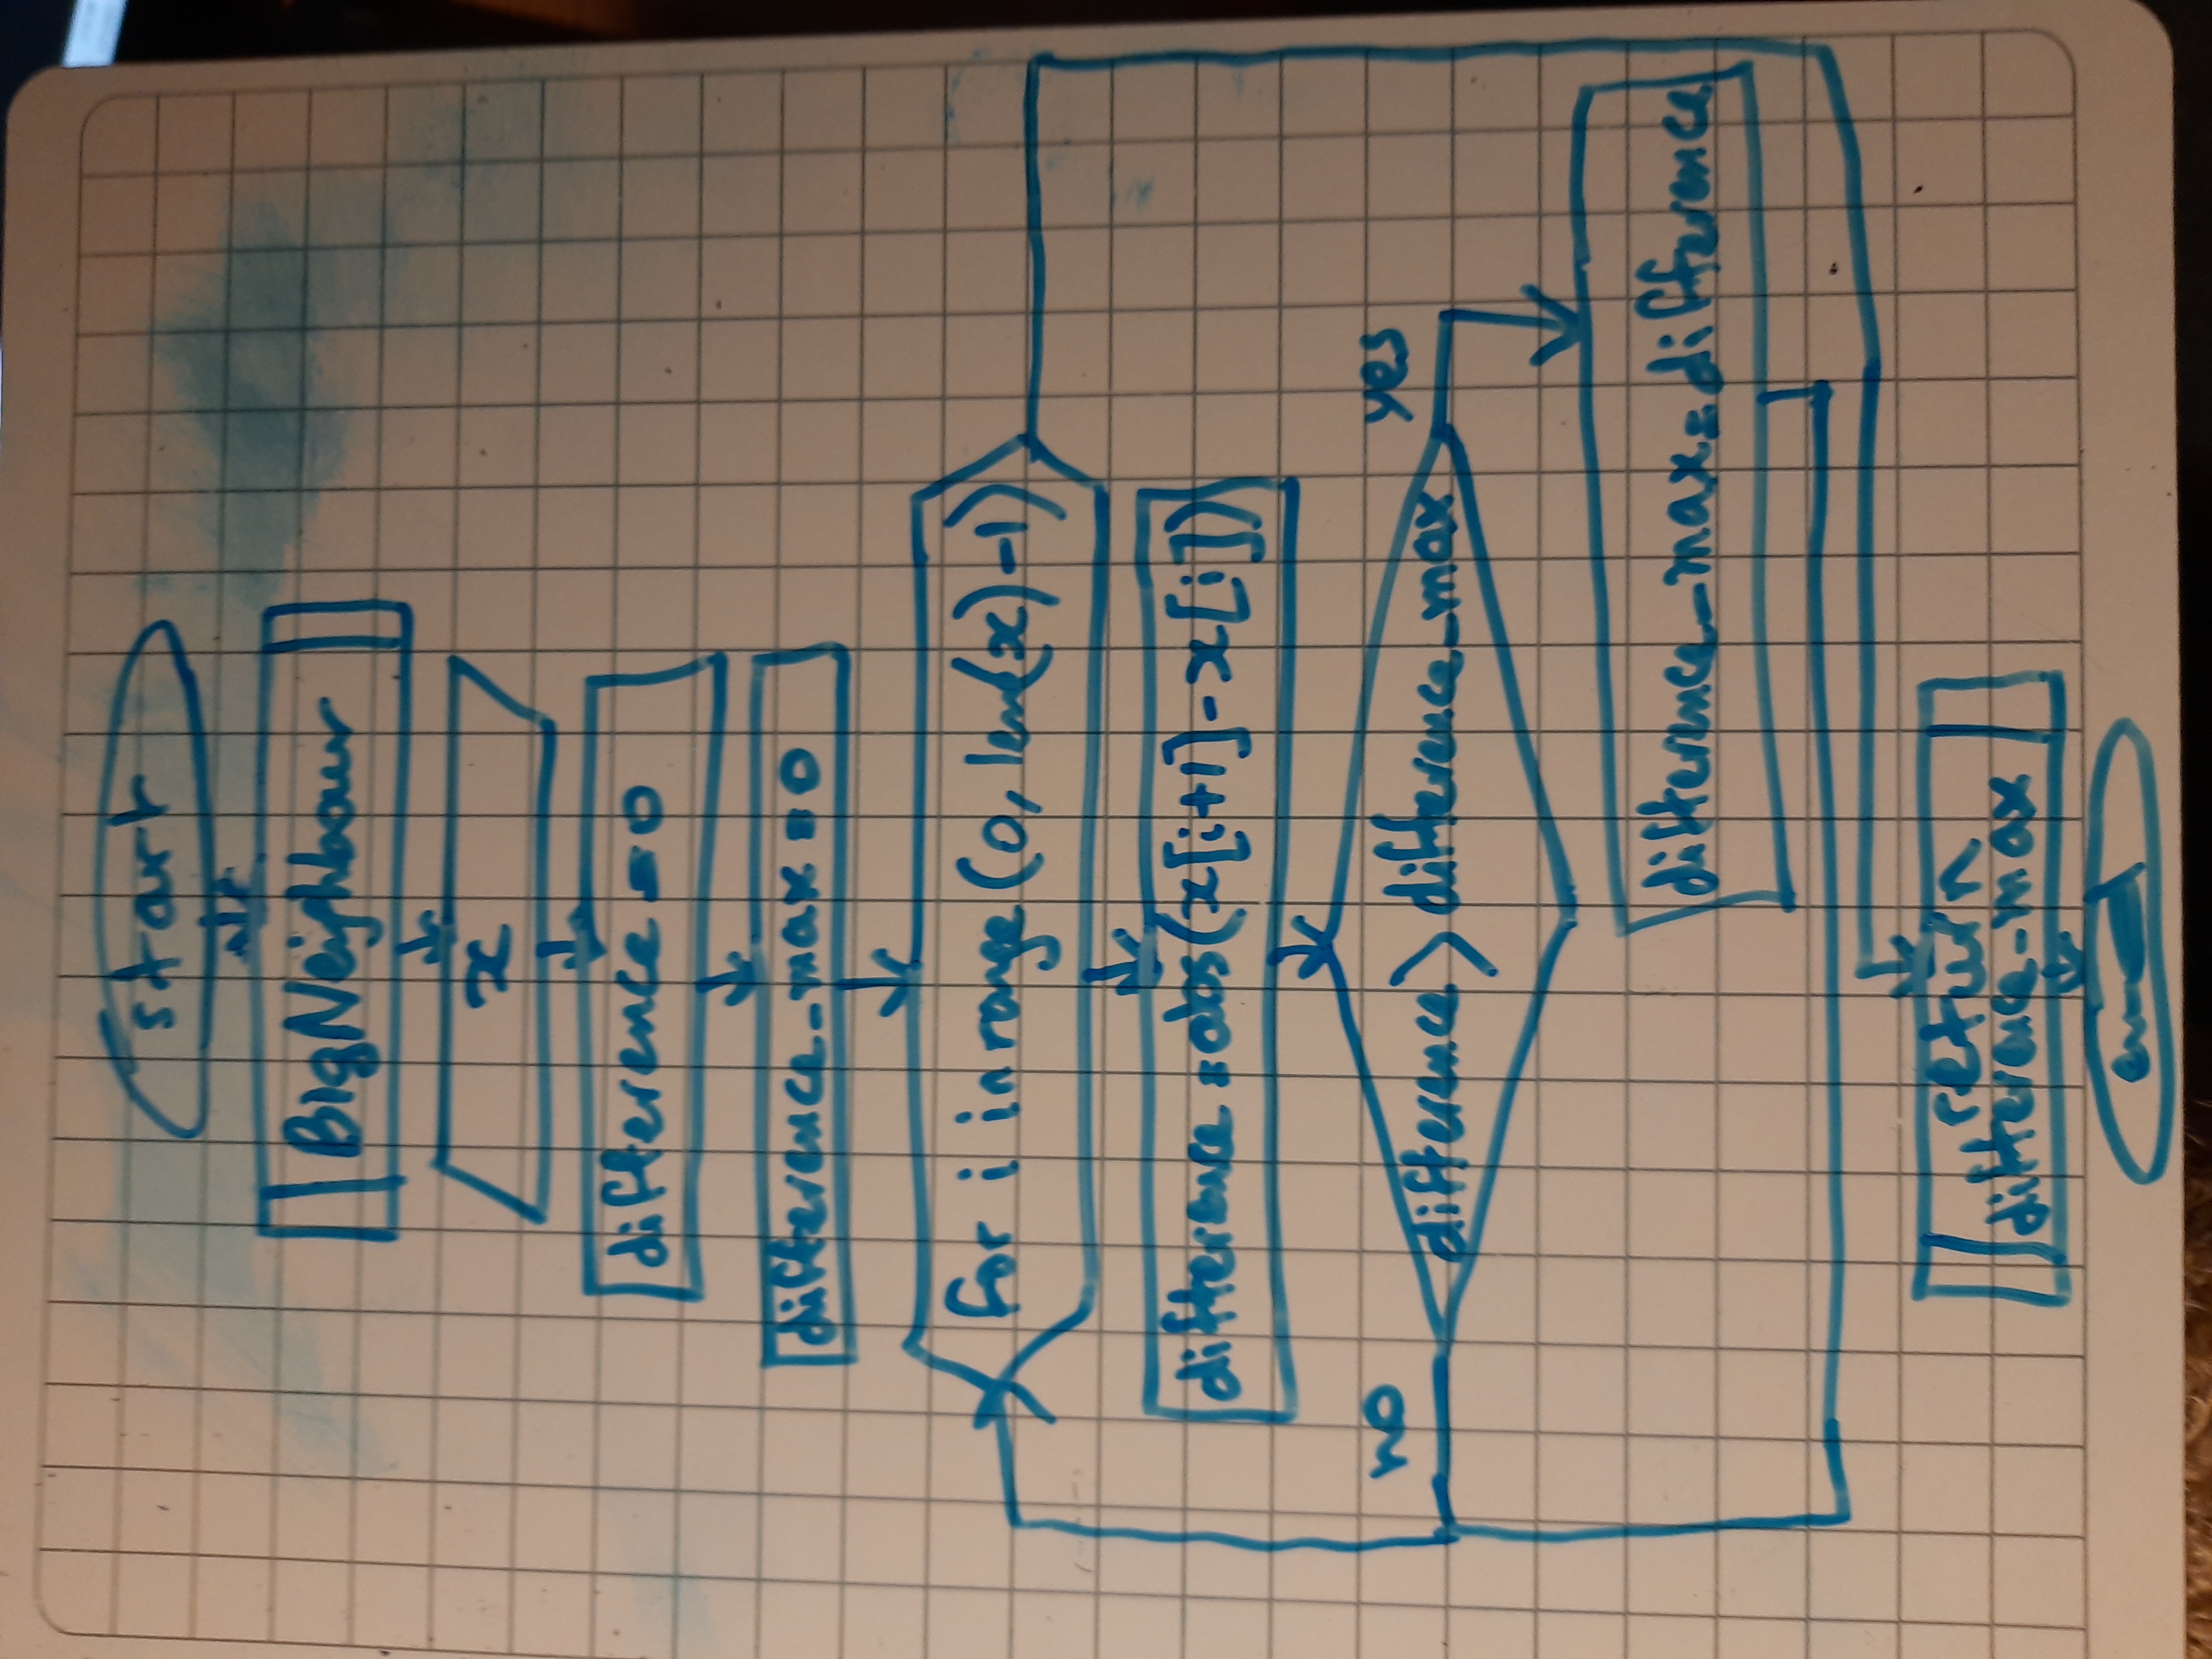 start
BigNeighbour
x
difference = 0
difference_max = 0
for i in range (0, len(x) -1)
difference = abs(x[i+1] - x[i])
no
yes
difference > difference_max
difference_max = difference
return
difference_max
end